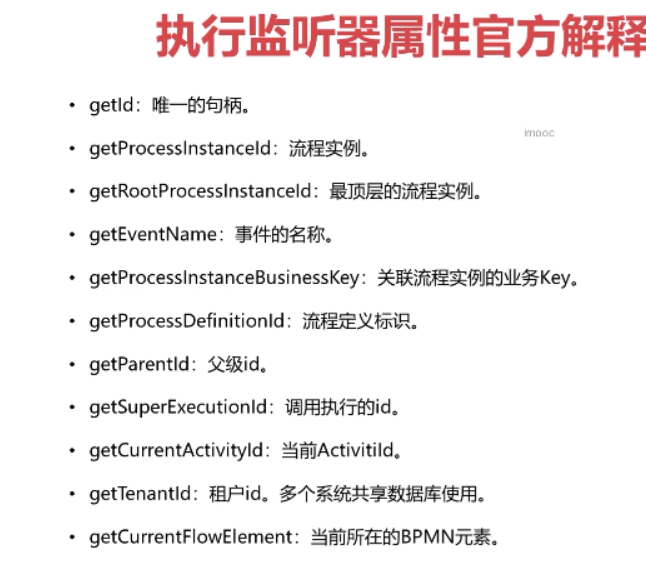 执行监听器属性官方解释
• getId：唯一的句柄。
imooc
• getProcessInstanceId：流程实例。
• getRootProcessInstanceId：最顶层的流程实例。
• getEventName：事件的名称。
• getProcessInstanceBusinessKey：关联流程实例的业务Key。
• getProcessDefinitionId：流程定义标识。
• getParentId：父级id。
• getSuperExecutionId：调用执行的id。
• getCurrentActivityId：当前ActivitiId。
• getTenantId：租户id。多个系统共享数据库使用。
• getCurrentFlowElement：当前所在的BPMN元素。